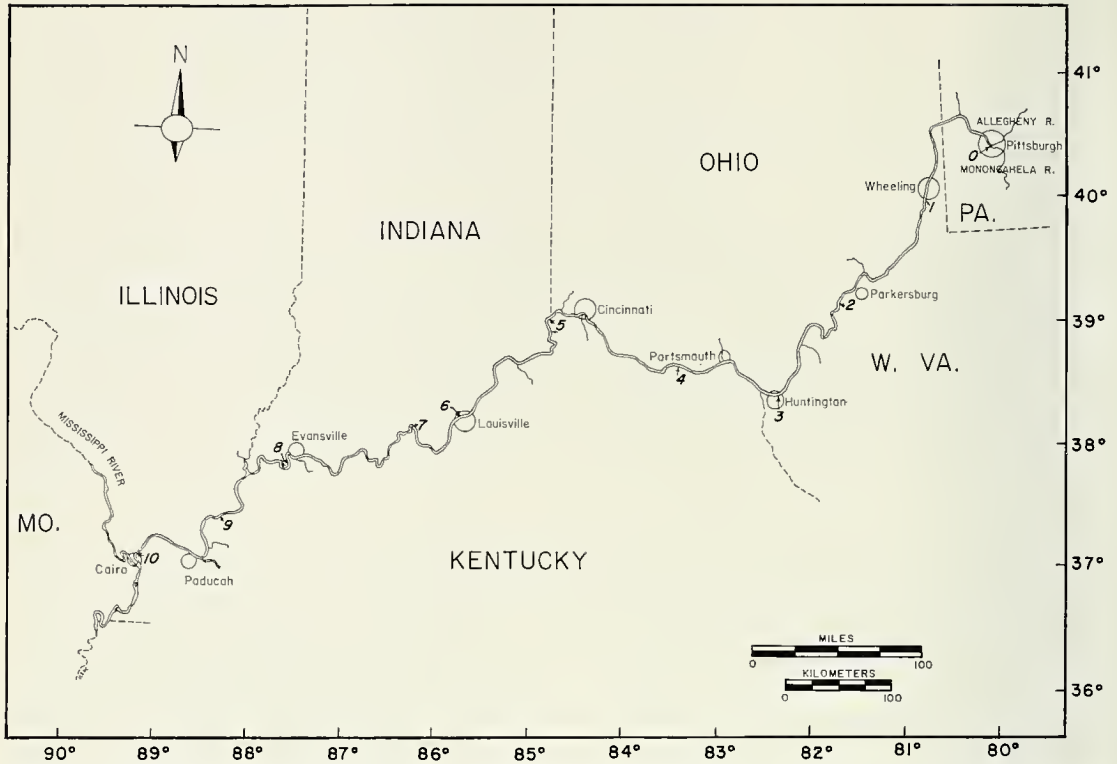 N
41°
ALLEGHENY R.
Pittsburgh
0
MONONGAHELA R.
OHIO
Wheeling
1
40°
PA.
INDIANA
ILLINOIS
Parkersburg
2
Cincinnati
5
39°
Portsmouth
4
W. VA.
Huntington
3
6
Lauisville
7
Evansville
8
38°
MISSISSIPPI RIVER
9
MO.
10
Cairo
Paducah
KENTUCKY
37°
MILES
0 100
KILOMETERS
0 100
36°
90° 89° 88° 87° 86° 85° 84° 83° 82° 81° 80°